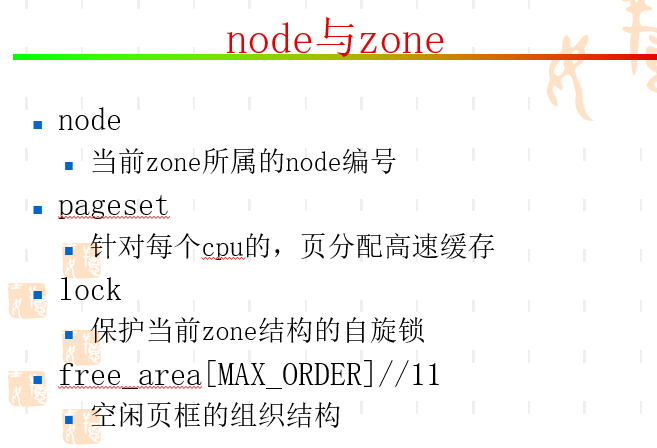 node与zone
node
当前zone所属的node编号
pageset
针对每个cpu的，页分配高速缓存
lock
保护当前zone结构的自旋锁
free_area[MAX_ORDER]//11
空闲页框的组织结构